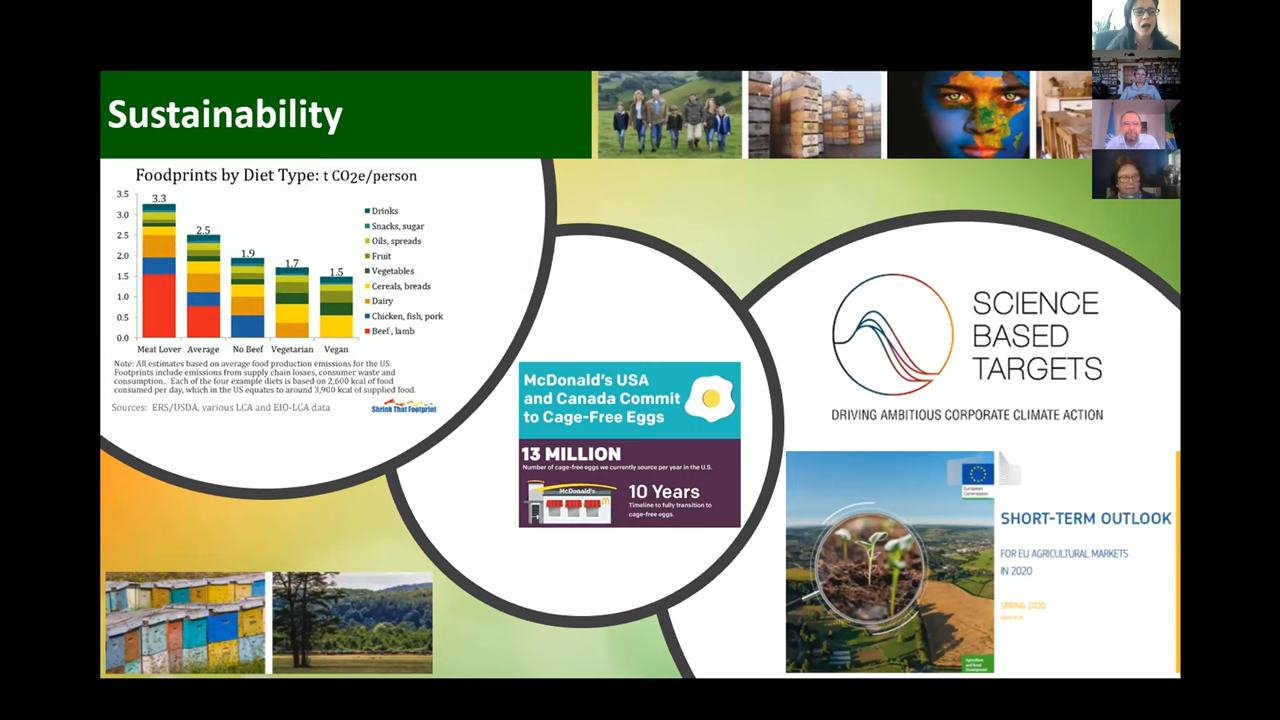 Sustainability
Foodprints by Diet Type: t CO2e/person
3.5
3.0
2.5
2.0
1.5
1.0
0.5
0.0
3.3
2.5
1.9
1.7
1.5
Meat Lover
Average
No Beef
Vegetarian
Vegan
Drinks
Snacks, sugar
Oils, spreads
Fruit
Vegetables
Cereals, breads
Dairy
Chicken, fish, pork
Beef , lamb
Note: All estimates based on average food production emissions for the US.
Footprints include emissions from supply chain losses, consumer waste and
consumption.. Each of the four example diets is based on 2,600 kcal of food
consumed per day, which in the US equates to around 3,900 kcal of supplied food.
Sources: ERS/USDA, various LCA and EIO-LCA data
Shrink That Footprint
McDonald's USA
and Canada Commit
to Cage-Free Eggs
13 MILLION
Number of cage-free eggs we currently source per year in the U.S.
McDonald's
10 Years
Timeline to fully transition to
cage-free eggs.
SCIENCE
BASED
TARGETS
DRIVING AMBITIOUS CORPORATE CLIMATE ACTION
European
Commission
SHORT-TERM OUTLOOK
FOR EU AGRICULTURAL MARKETS
IN 2020
SPRING 2020
Agriculture
and Rural
Development